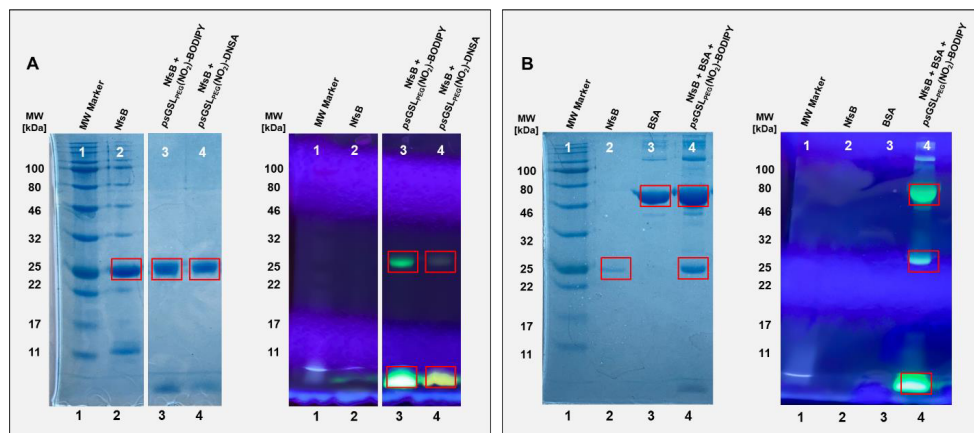 A
MW Marker
NfsB
NfsB +
psGSLPEG(NO2)-BODIPY
NfsB +
psGSLPEG(NO2)-DNSA
MW
[kDa]
1 2 3 4
100
80
46
32
25
22
17
11
1 2 3 4
MW Marker
NfsB
NfsB +
psGSLPEG(NO2)-BODIPY
NfsB +
psGSLPEG(NO2)-DNSA
MW
[kDa]
1 2 3 4
100
80
46
32
25
22
17
11
1 2 3 4
B
MW Marker
NfsB
BSA
NfsB + BSA +
psGSLPEG(NO2)-BODIPY
MW
[kDa]
1 2 3 4
100
80
46
32
25
22
17
11
1 2 3 4
MW Marker
NfsB
BSA
NfsB + BSA +
psGSLPEG(NO2)-BODIPY
MW
[kDa]
1 2 3 4
100
80
46
32
25
22
17
11
1 2 3 4